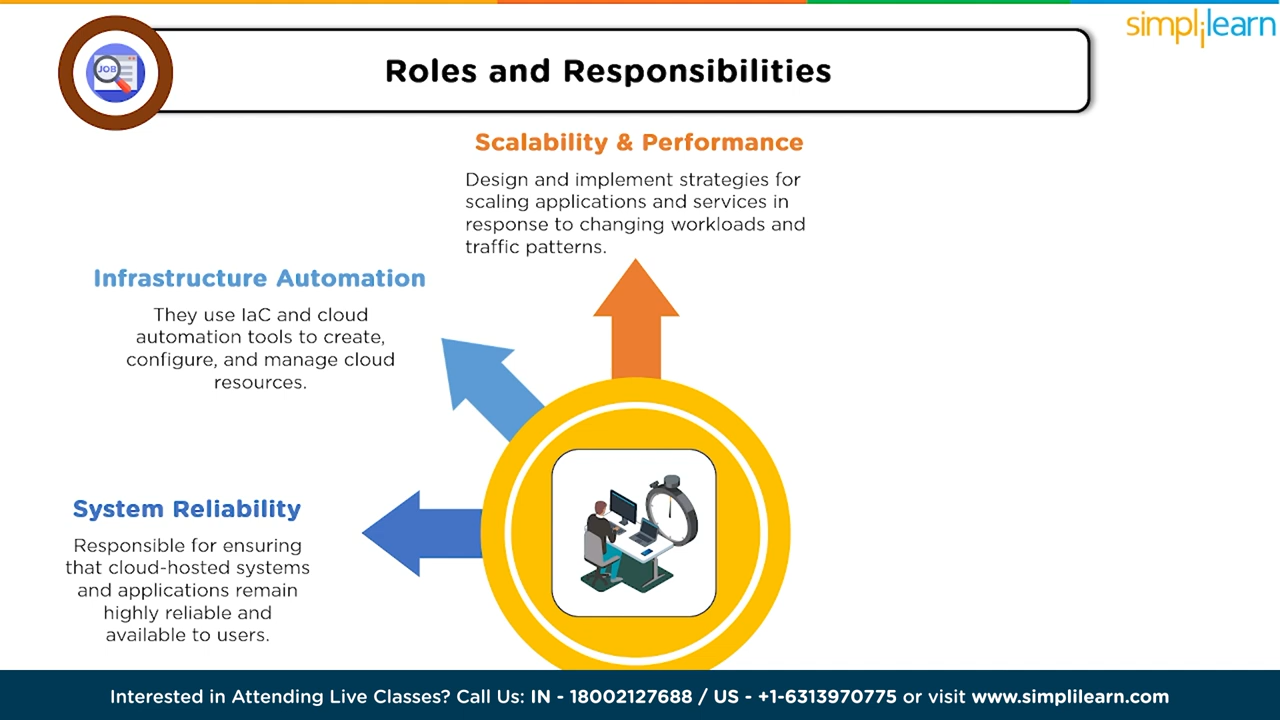 simplilearn
JOB
Roles and Responsibilities
Scalability & Performance
Design and implement strategies for
scaling applications and services in
response to changing workloads and
traffic patterns.
Infrastructure Automation
They use IaC and cloud
automation tools to create,
configure, and manage cloud
resources.
System Reliability
Responsible for ensuring
that cloud-hosted systems
and applications remain
highly reliable and
available to users.
Interested in Attending Live Classes? Call Us: IN - 18002127688 / US - +1-6313970775 or visit www.simplilearn.com